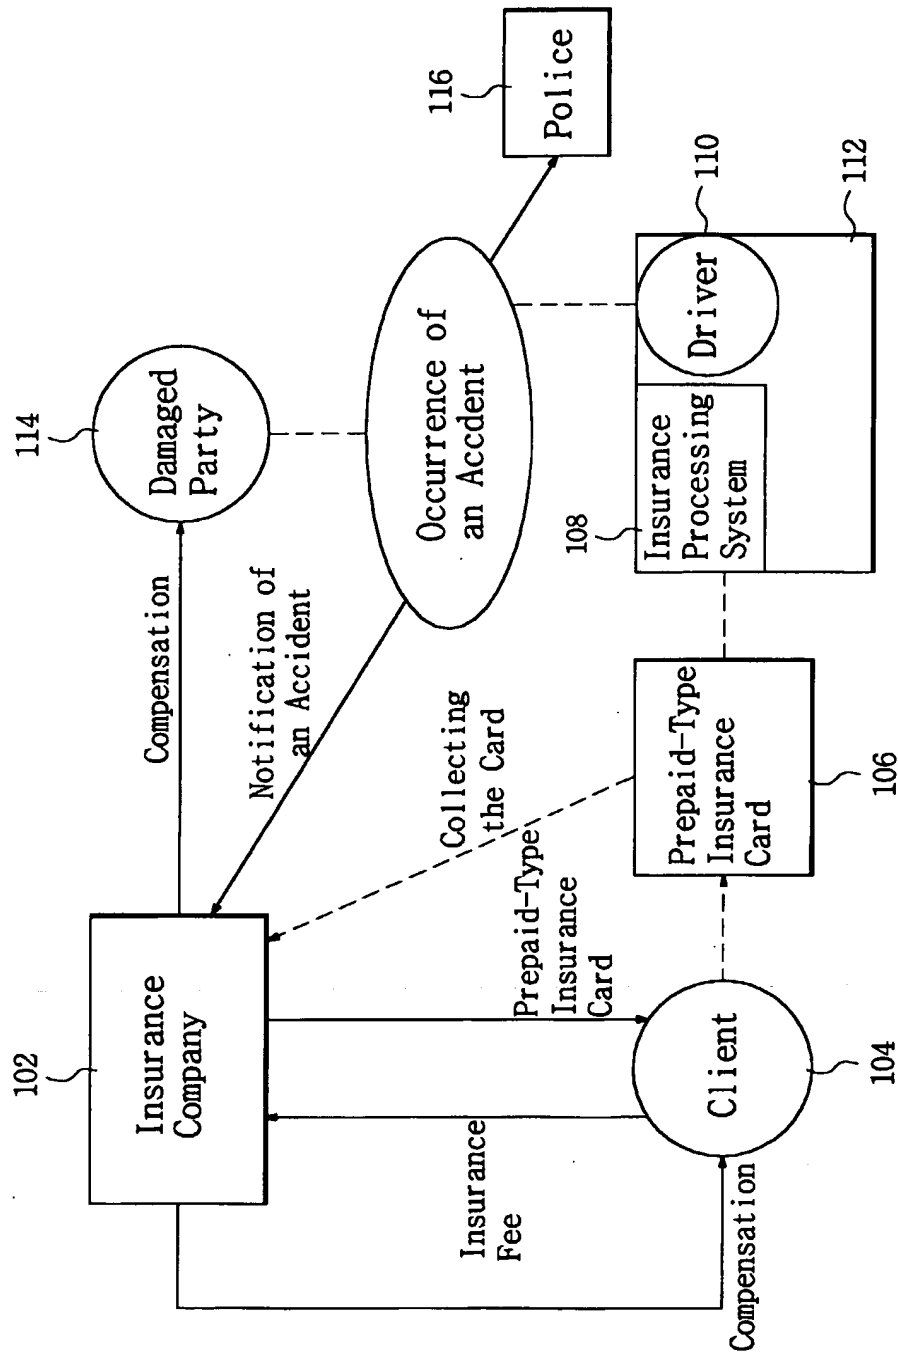 102
Insurance
Company
Compensation
114
Damaged
Party
Notification of
an Accident
Occurrence of
an Accdent
116
Police
Insurance
Fee
Prepaid-Type
Insurance
Card
Collecting
the Card
108
Insurance
Processing
System
Driver
110
112
Compensation
Client
104
Prepaid-Type
Insurance
Card
106